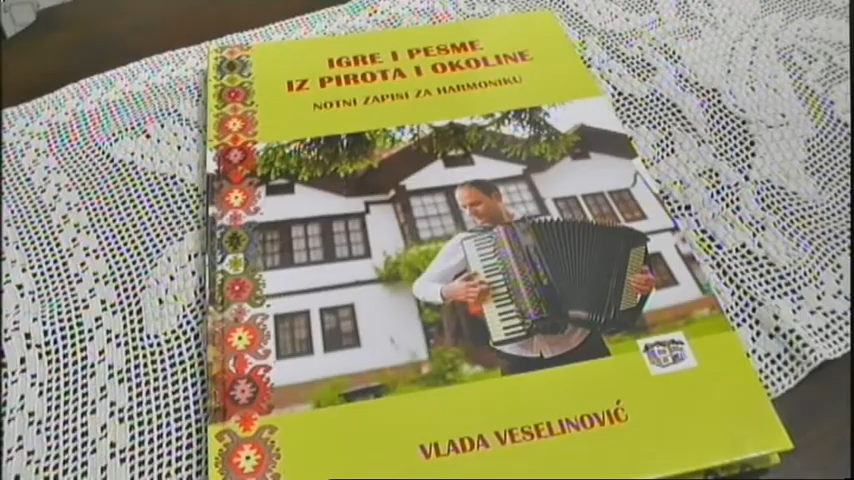 IGRE I PESME
IZ PIROTA I OKOLINE
NOTNI ZAPISI ZA HARMONIKU
VLADA VESELINOVIĆ